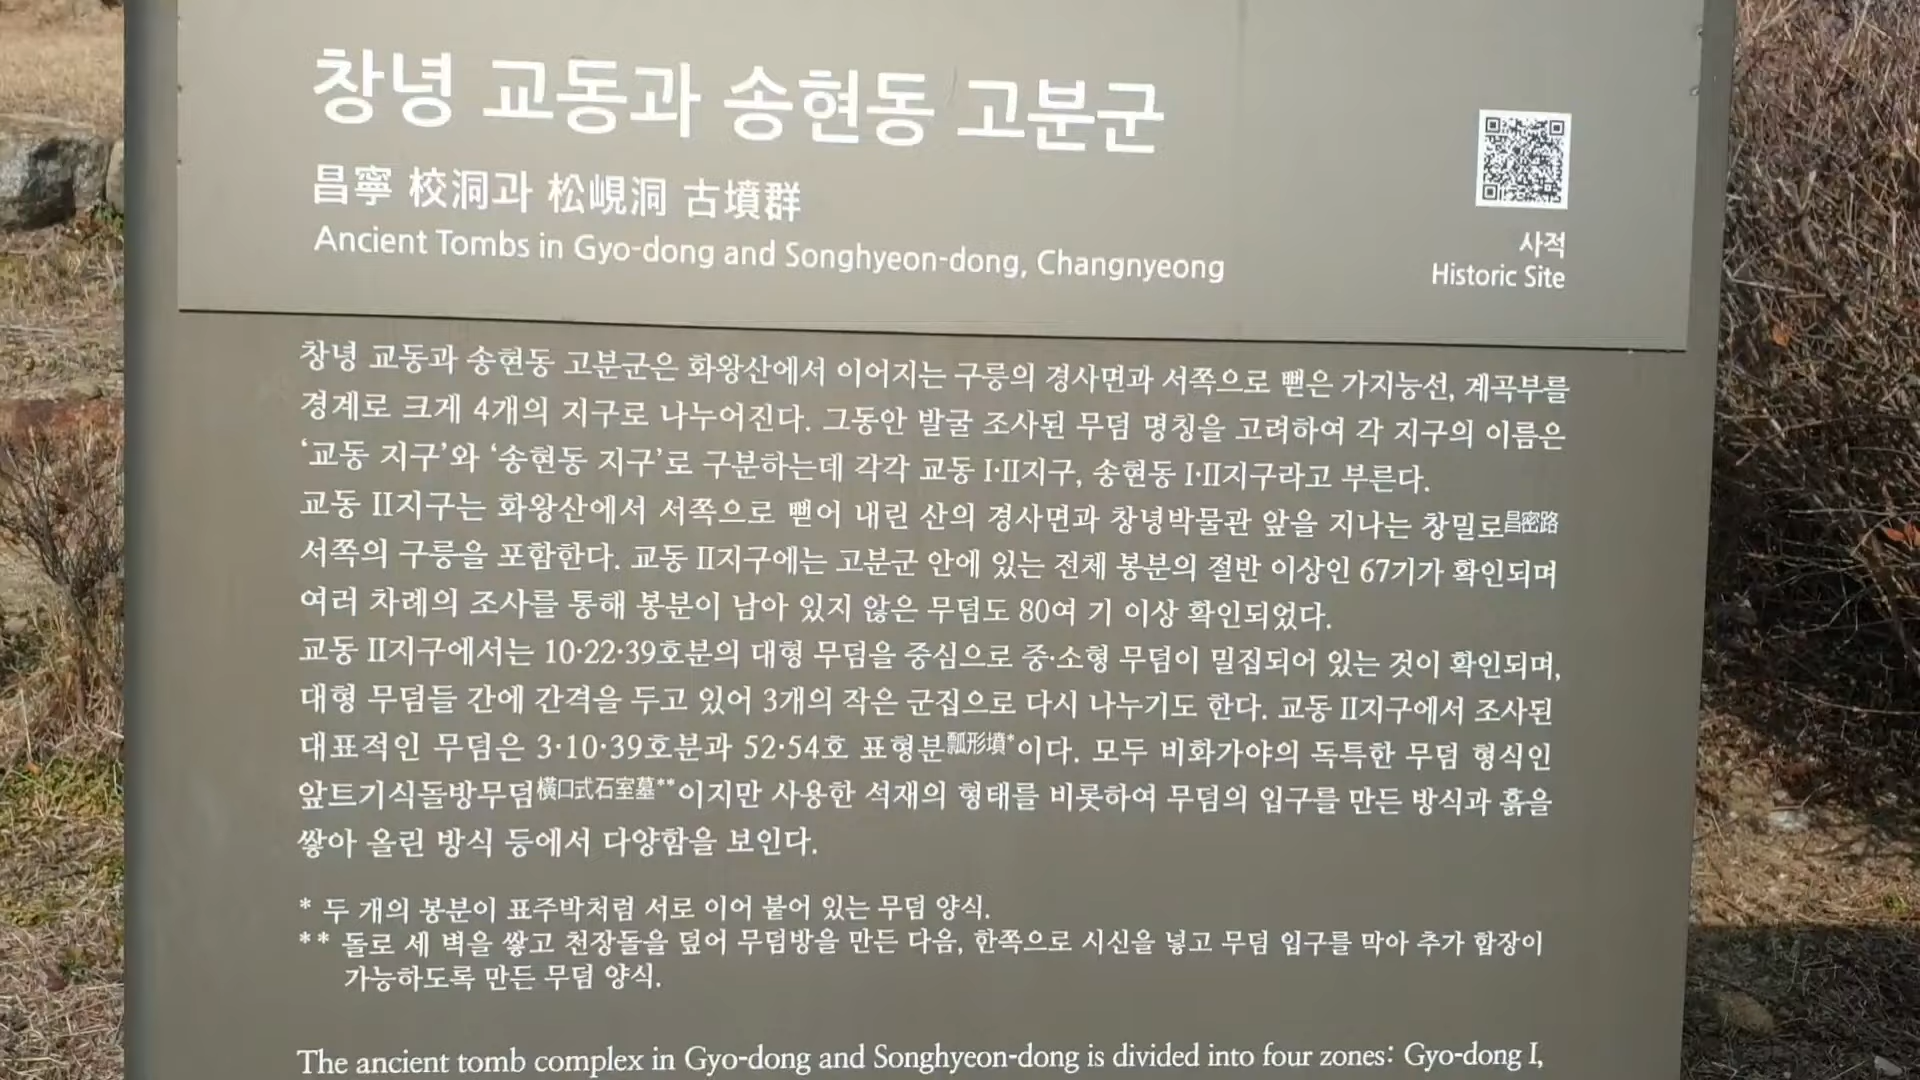 창녕 교동과 송현동 고분군
昌寧 校洞과 松峴洞 古墳群
Ancient Tombs in Gyo-dong and Songhyeon-dong, Changnyeong
사적
Historic Site
창녕 교동과 송현동 고분군은 화왕산에서 이어지는 구릉의 경사면과 서쪽으로 뻗은 가지능선, 계곡부를
경계로 크게 4개의 지구로 나누어진다. 그동안 발굴 조사된 무덤 명칭을 고려하여 각 지구의 이름은
‘교동 지구’와 ‘송현동 지구’로 구분하는데 각각 교동 I·II지구, 송현동 I·II지구라고 부른다.
교동 II지구는 화왕산에서 서쪽으로 뻗어 내린 산의 경사면과 창녕박물관 앞을 지나는 창밀로昌密路
서쪽의 구릉을 포함한다. 교동 II지구에는 고분군 안에 있는 전체 봉분의 절반 이상인 67기가 확인되며
여러 차례의 조사를 통해 봉분이 남아 있지 않은 무덤도 80여 기 이상 확인되었다.
교동 II지구에서는 10·22·39호분의 대형 무덤을 중심으로 중·소형 무덤이 밀집되어 있는 것이 확인되며,
대형 무덤들 간에 간격을 두고 있어 3개의 작은 군집으로 다시 나누기도 한다. 교동 II지구에서 조사된
대표적인 무덤은 3·10·39호분과 52·54호 표형분瓢形墳*이다. 모두 비화가야의 독특한 무덤 형식인
앞트기식돌방무덤橫口式石室墓**이지만 사용한 석재의 형태를 비롯하여 무덤의 입구를 만든 방식과 흙을
쌓아 올린 방식 등에서 다양함을 보인다.
* 두 개의 봉분이 표주박처럼 서로 이어 붙어 있는 무덤 양식.
** 돌로 세 벽을 쌓고 천장돌을 덮어 무덤방을 만든 다음, 한쪽으로 시신을 넣고 무덤 입구를 막아 추가 합장이
가능하도록 만든 무덤 양식.
The ancient tomb complex in Gyo-dong and Songhyeon-dong is divided into four zones: Gyo-dong I,